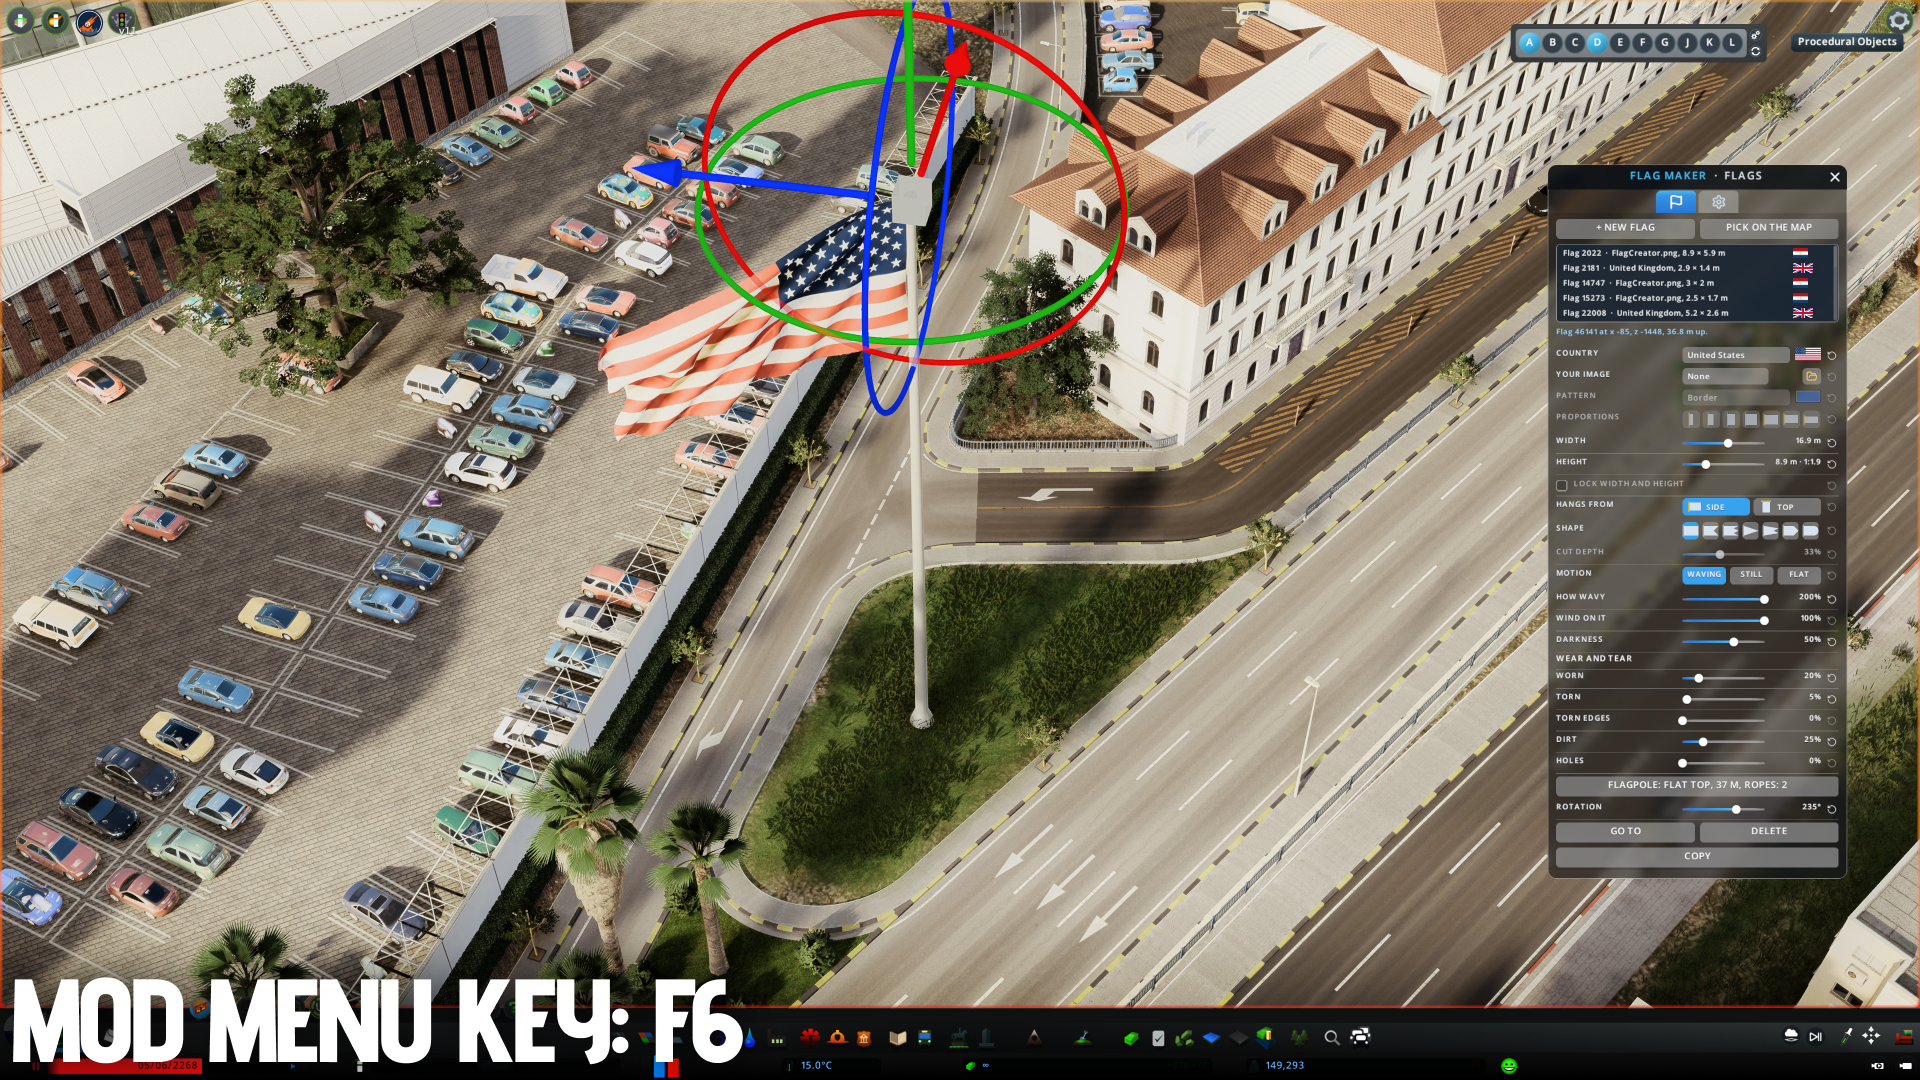 v1.1
A B C D E F G J K L
Procedural Objects
FLAG MAKER · FLAGS
+ NEW FLAG
PICK ON THE MAP
Flag 2022 · FlagCreator.png, 8.9 × 5.9 m
Flag 2181 · United Kingdom, 2.9 × 1.4 m
Flag 14747 · FlagCreator.png, 3 × 2 m
Flag 15273 · FlagCreator.png, 2.5 × 1.7 m
Flag 22008 · United Kingdom, 5.2 × 2.6 m
Flag 46141 at x -85, z -1448, 36.8 m up.
COUNTRY United States
YOUR IMAGE None
PATTERN Border
PROPORTIONS
WIDTH 16.9 m
HEIGHT 8.9 m · 1:1.9
LOCK WIDTH AND HEIGHT
HANGS FROM SIDE TOP
SHAPE
CUT DEPTH 33%
MOTION WAVING STILL FLAT
HOW WAVY 200%
WIND ON IT 100%
DARKNESS 50%
WEAR AND TEAR
WORN 20%
TORN 5%
TORN EDGES 0%
DIRT 25%
HOLES 0%
FLAGPOLE: FLAT TOP, 37 M, ROPES: 2
ROTATION 235°
GO TO DELETE
COPY
MOD MENU KEY: F6
05/06/2268
15.0°C
∞
149,293